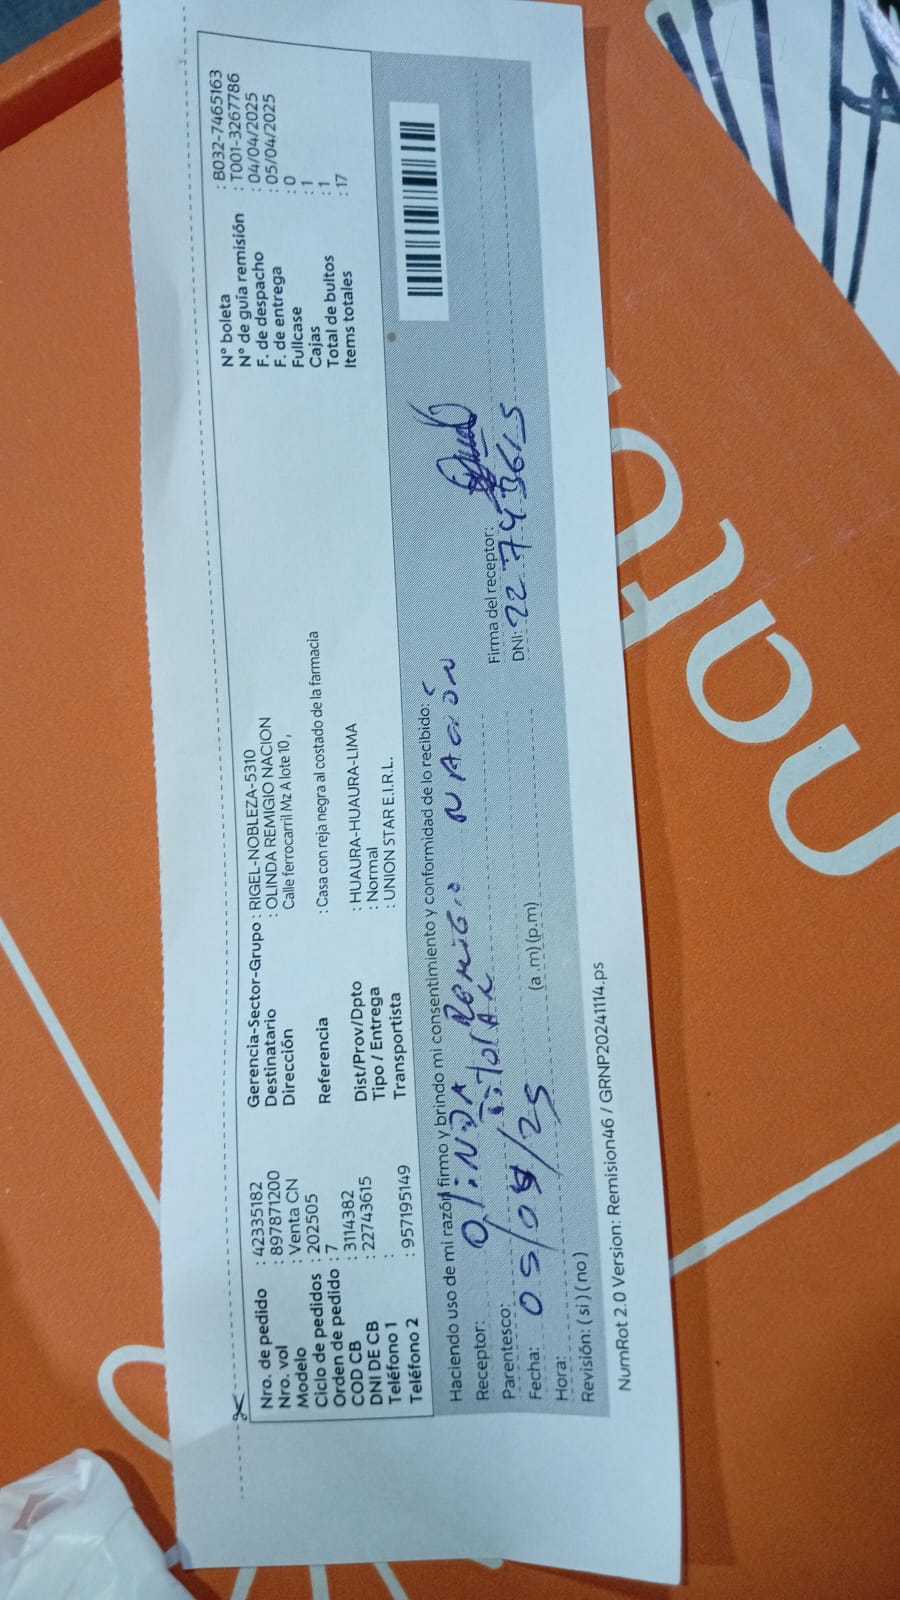 Nro. de pedido : 42335182
Nro. vol : 897871200
Modelo : Venta CN
Ciclo de pedidos : 202505
Orden de pedido : 7
COD CB : 3114382
DNI DE CB : 22743615
Teléfono 1 :
Teléfono 2 : 957195149
Gerencia-Sector-Grupo : RIGEL-NOBLEZA-5310
Destinatario : OLINDA REMIGIO NACION
Dirección Calle ferrocarril Mz A lote 10 ,
Referencia : Casa con reja negra al costado de la farmacia
Dist/Prov/Dpto : HUAURA-HUAURA-LIMA
Tipo / Entrega : Normal
Transportista : UNION STAR E.I.R.L.
N° boleta : B032-7465163
N° de guía remisión : T001-3267786
F. de despacho : 04/04/2025
F. de entrega : 05/04/2025
Fullcase : 0
Cajas : 1
Total de bultos : 1
Items totales : 17
Haciendo uso de mi razón firmo y brindo mi consentimiento y conformidad de lo recibido:
Receptor: OliNDA REMiGio NAcióN
Parentesco: titolAR
Fecha: 05/04/25
Hora: (a .m) (p.m)
Revisión: ( si ) ( no )
Firma del receptor:
DNI: 22743615
NumRot 2.0 Version: Remision46 / GRNP20241114.ps
natu